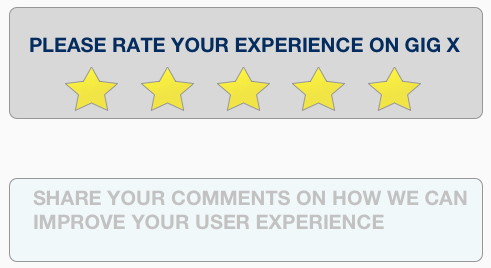 PLEASE RATE YOUR EXPERIENCE ON GIG X
SHARE YOUR COMMENTS ON HOW WE CAN
IMPROVE YOUR USER EXPERIENCE